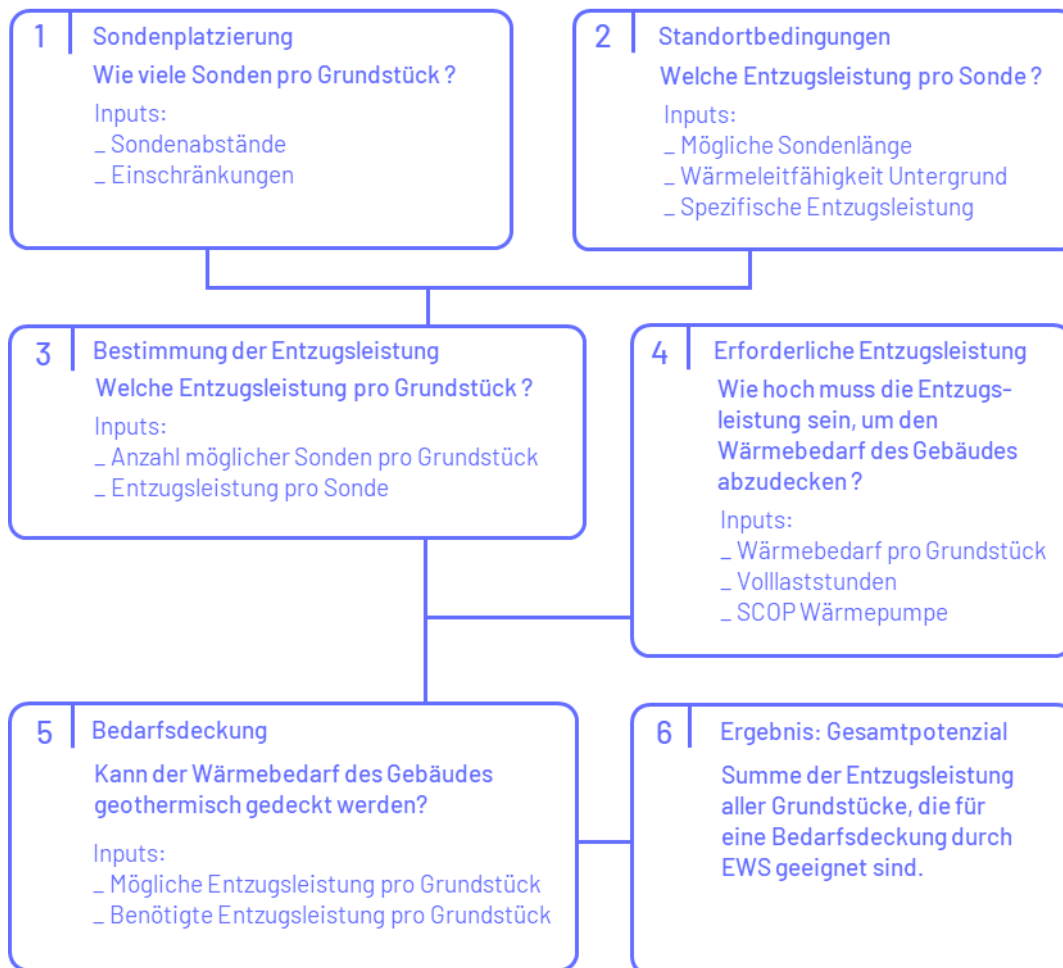 1
Sondenplatzierung
Wie viele Sonden pro Grundstück ?
Inputs:
_ Sondenabstände
_ Einschränkungen
2
Standortbedingungen
Welche Entzugsleistung pro Sonde ?
Inputs:
_ Mögliche Sondenlänge
_ Wärmeleitfähigkeit Untergrund
_ Spezifische Entzugsleistung
3
Bestimmung der Entzugsleistung
Welche Entzugsleistung pro Grundstück ?
Inputs:
_ Anzahl möglicher Sonden pro Grundstück
_ Entzugsleistung pro Sonde
4
Erforderliche Entzugsleistung
Wie hoch muss die Entzugs-
leistung sein, um den
Wärmebedarf des Gebäudes
abzudecken ?
Inputs:
_ Wärmebedarf pro Grundstück
_ Volllaststunden
_ SCOP Wärmepumpe
5
Bedarfsdeckung
Kann der Wärmebedarf des Gebäudes
geothermisch gedeckt werden?
Inputs:
_ Mögliche Entzugsleistung pro Grundstück
_ Benötigte Entzugsleistung pro Grundstück
6
Ergebnis: Gesamtpotenzial
Summe der Entzugsleistung
aller Grundstücke, die für
eine Bedarfsdeckung durch
EWS geeignet sind.